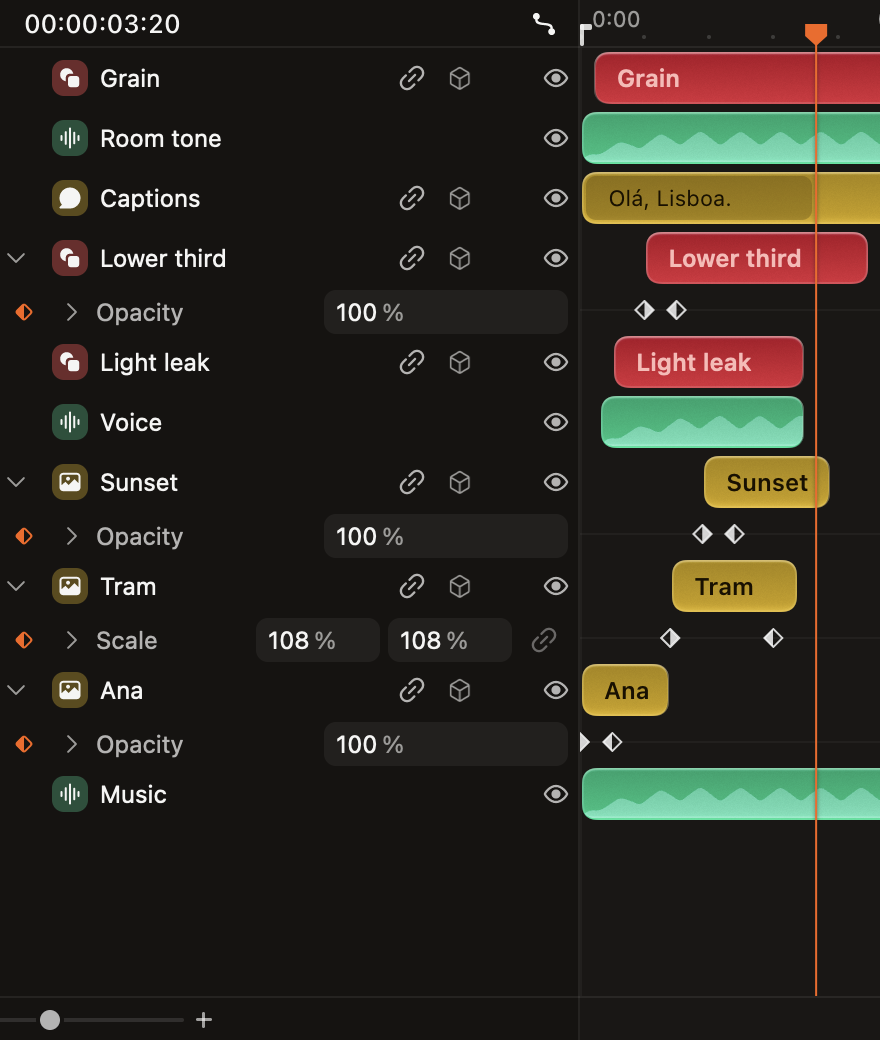 00:00:03:20
0:00
Grain
Grain
Room tone
Captions
Olá, Lisboa.
Lower third
Lower third
Opacity
100 %
Light leak
Light leak
Voice
Sunset
Sunset
Opacity
100 %
Tram
Tram
Scale
108 %
108 %
Ana
Ana
Opacity
100 %
Music